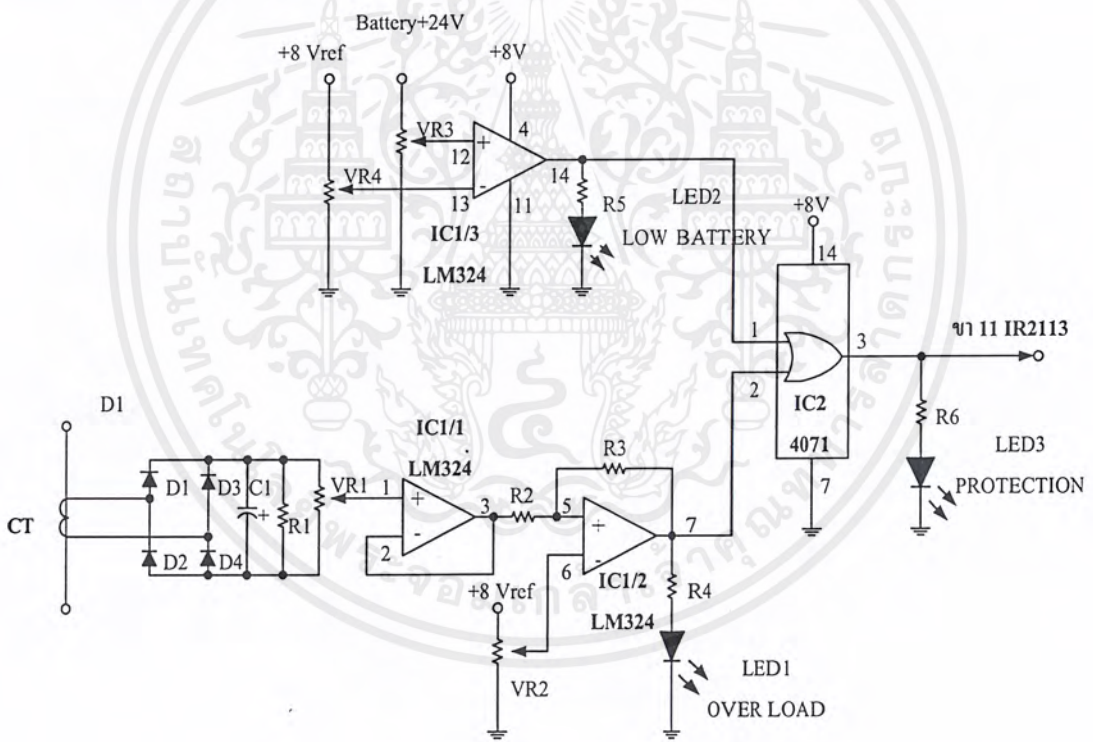 Battery+24V
+8 Vref
+8V
VR3
4
12
VR4
14
13
11
R5
LED2
LOW BATTERY
IC1/3
LM324
+8V
14
1
3
ขา 11 IR2113
2
IC2
4071
7
R6
LED3
PROTECTION
D1
IC1/1
LM324
R3
D1
D3
C1
R1
VR1
1
3
R2
5
7
CT
D2
D4
2
6
IC1/2
R4
+8 Vref
LM324
VR2
LED1
OVER LOAD